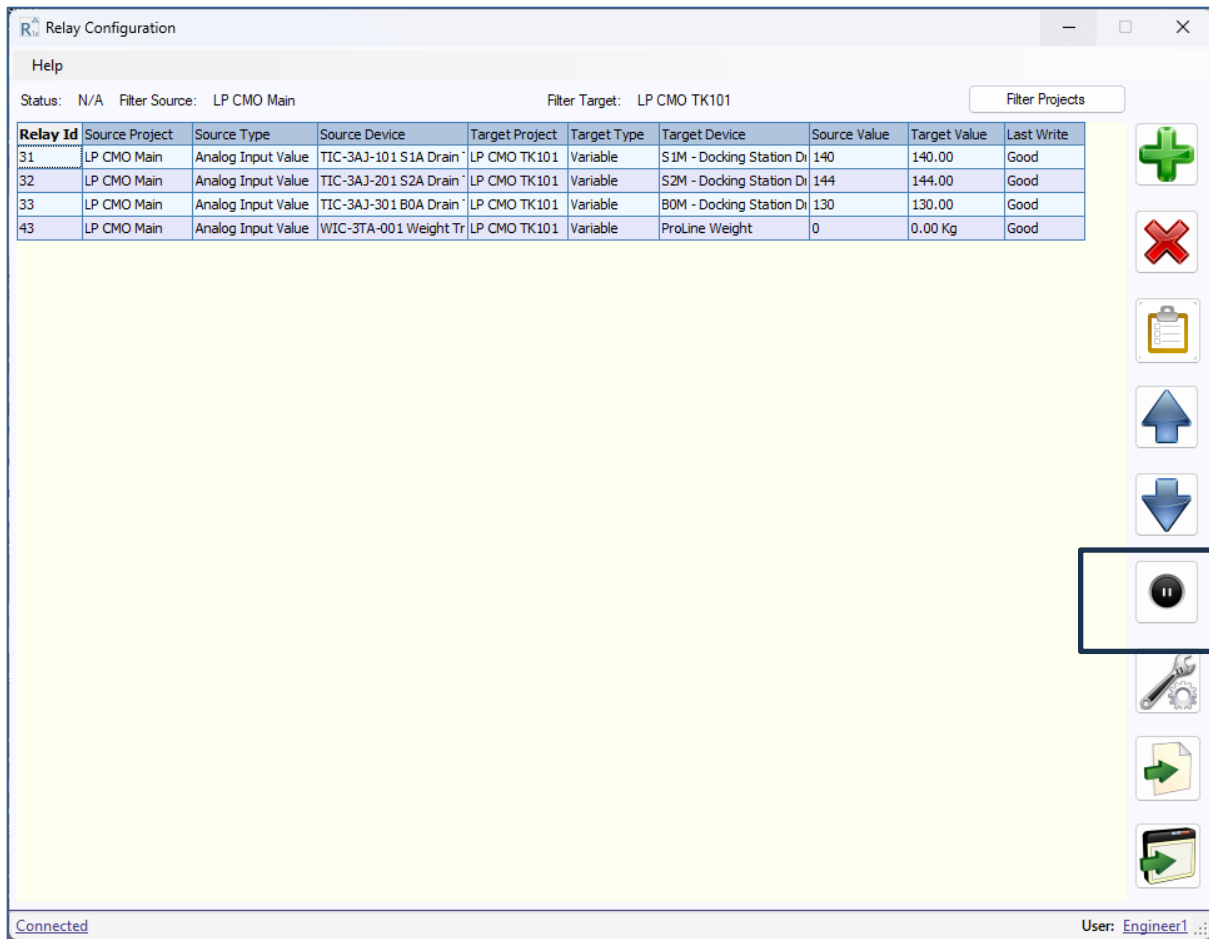 Relay Configuration
Help
Status: N/A Filter Source: LP CMO Main Filter Target: LP CMO TK101 Filter Projects
Relay Id Source Project Source Type Source Device Target Project Target Type Target Device Source Value Target Value Last Write
31 LP CMO Main Analog Input Value TIC-3AJ-101 S1A Drain LP CMO TK101 Variable S1M - Docking Station 140 140.00 Good
32 LP CMO Main Analog Input Value TIC-3AJ-201 S2A Drain LP CMO TK101 Variable S2M - Docking Station 144 144.00 Good
33 LP CMO Main Analog Input Value TIC-3AJ-301 B0A Drain LP CMO TK101 Variable B0M - Docking Station 130 130.00 Good
43 LP CMO Main Analog Input Value WIC-3TA-001 Weight Tr LP CMO TK101 Variable ProLine Weight 0 0.00 Kg Good
Connected User: Engineer1